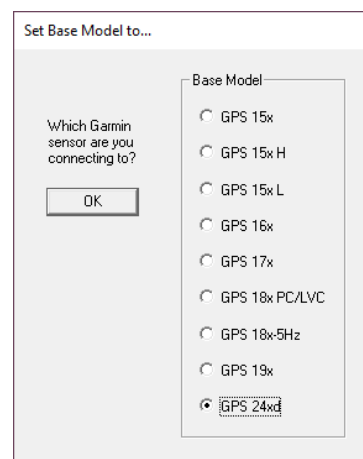 Set Base Model to...
Which Garmin
sensor are you
connecting to?
OK
Base Model
GPS 15x
GPS 15x H
GPS 15x L
GPS 16x
GPS 17x
GPS 18x PC/LVC
GPS 18x-5Hz
GPS 19x
GPS 24xd